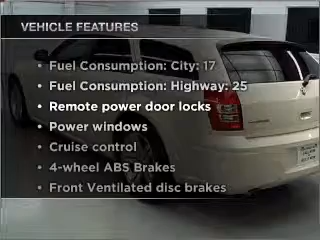 VEHICLE FEATURES
• Fuel Consumption: City: 17
• Fuel Consumption: Highway: 25
• Remote power door locks
• Power windows
• Cruise control
• 4-wheel ABS Brakes
• Front Ventilated disc brakes